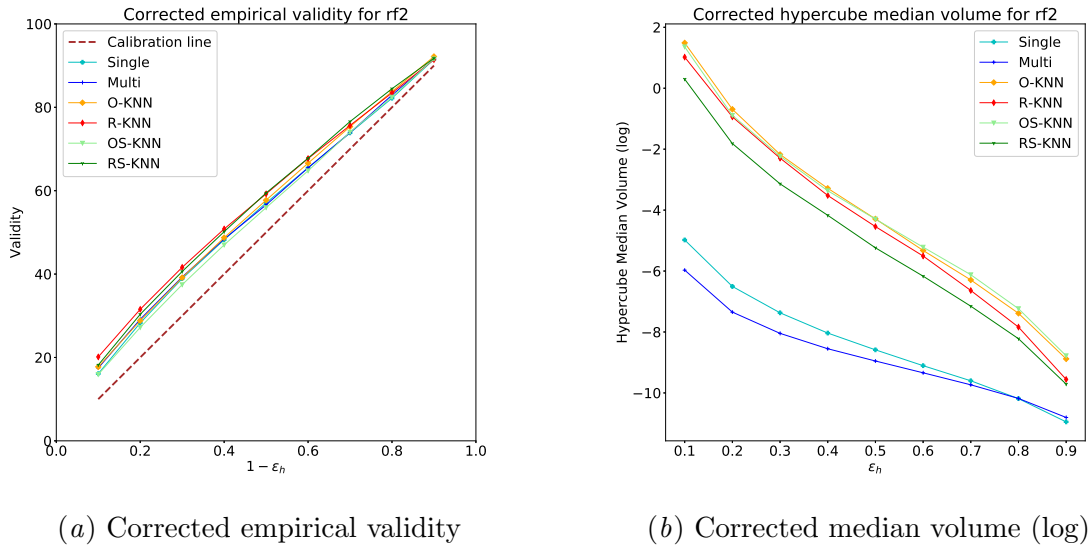 Corrected empirical validity for rf2
100
80
60
40
20
0
Validity
0.0 0.2 0.4 0.6 0.8 1.0
1 − ϵh
Calibration line
Single
Multi
O-KNN
R-KNN
OS-KNN
RS-KNN
(a) Corrected empirical validity
Corrected hypercube median volume for rf2
2
0
−2
−4
−6
−8
−10
Hypercube Median Volume (log)
0.1 0.2 0.3 0.4 0.5 0.6 0.7 0.8 0.9
ϵh
Single
Multi
O-KNN
R-KNN
OS-KNN
RS-KNN
(b) Corrected median volume (log)